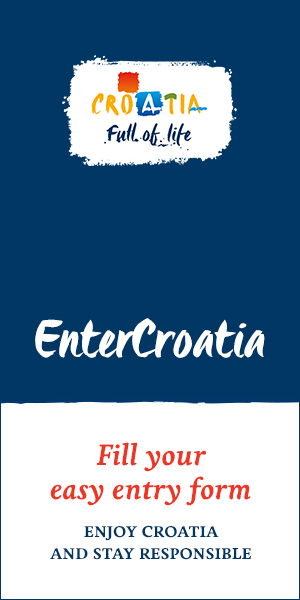 CROATIA
Full of life
EnterCroatia
Fill your
easy entry form
ENJOY CROATIA
AND STAY RESPONSIBLE